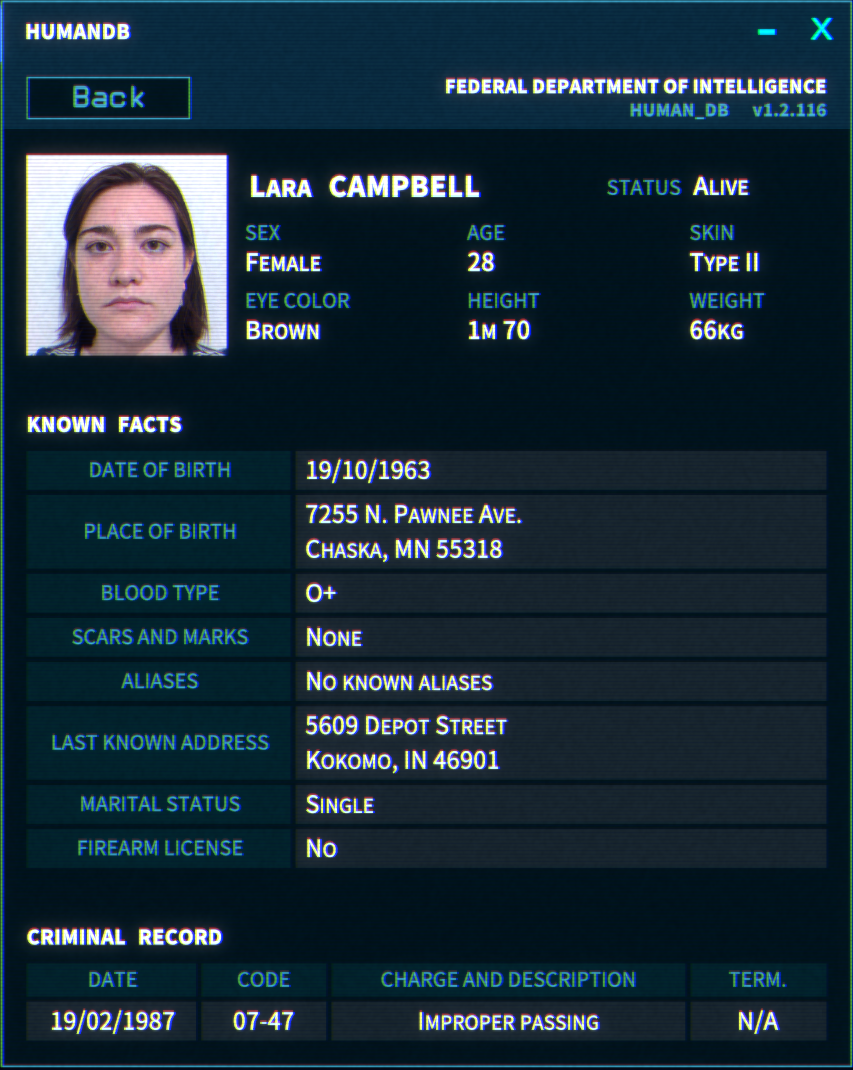 HUMANDB
X
Back
FEDERAL DEPARTMENT OF INTELLIGENCE
HUMAN_DB v1.2.116
LARA CAMPBELL
STATUS ALIVE
SEX AGE SKIN
FEMALE 28 TYPE II
EYE COLOR HEIGHT WEIGHT
BROWN 1M 70 66KG
KNOWN FACTS
DATE OF BIRTH 19/10/1963
PLACE OF BIRTH 7255 N. PAWNEE AVE.
CHASKA, MN 55318
BLOOD TYPE O+
SCARS AND MARKS NONE
ALIASES NO KNOWN ALIASES
LAST KNOWN ADDRESS 5609 DEPOT STREET
KOKOMO, IN 46901
MARITAL STATUS SINGLE
FIREARM LICENSE NO
CRIMINAL RECORD
DATE CODE CHARGE AND DESCRIPTION TERM.
19/02/1987 07-47 IMPROPER PASSING N/A